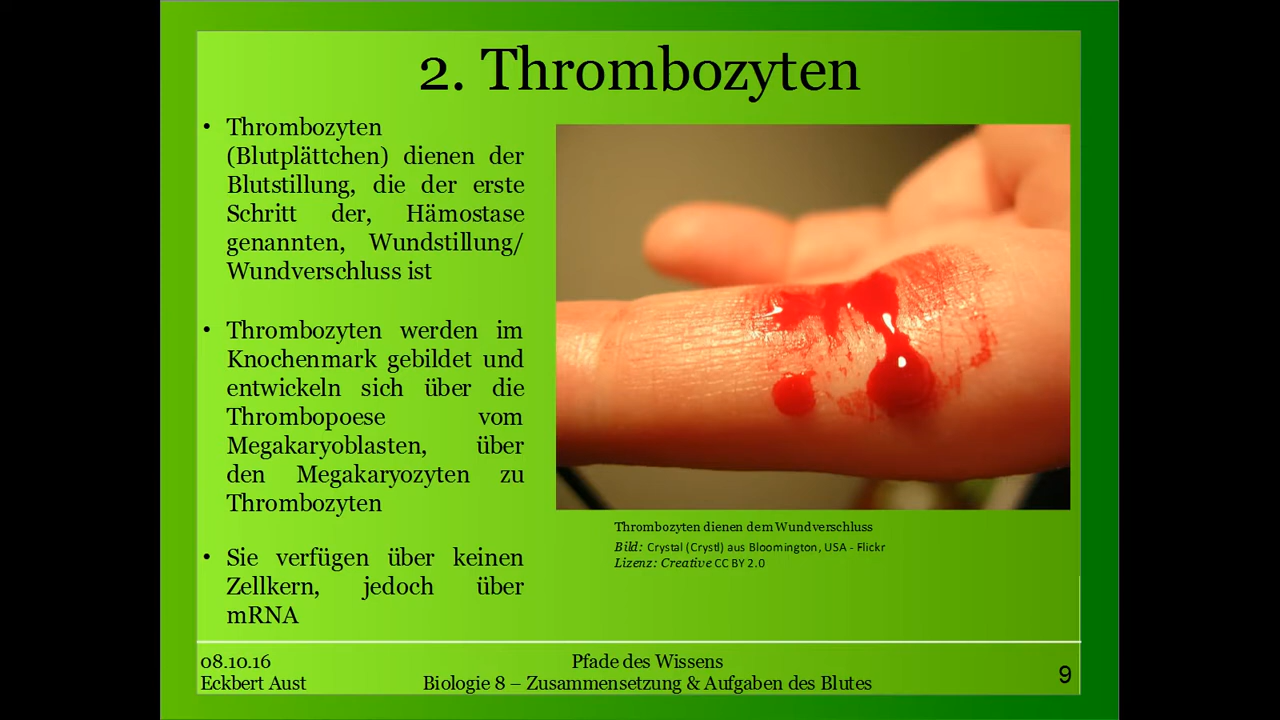 2. Thrombozyten
• Thrombozyten
(Blutplättchen) dienen der
Blutstillung, die der erste
Schritt der, Hämostase
genannten, Wundstillung/
Wundverschluss ist
• Thrombozyten werden im
Knochenmark gebildet und
entwickeln sich über die
Thrombopoese vom
Megakaryoblasten, über
den Megakaryozyten zu
Thrombozyten
• Sie verfügen über keinen
Zellkern, jedoch über
mRNA
Thrombozyten dienen dem Wundverschluss
Bild: Crystal (Crystl) aus Bloomington, USA - Flickr
Lizenz: Creative CC BY 2.0
08.10.16
Eckbert Aust
Pfade des Wissens
Biologie 8 – Zusammensetzung & Aufgaben des Blutes
9